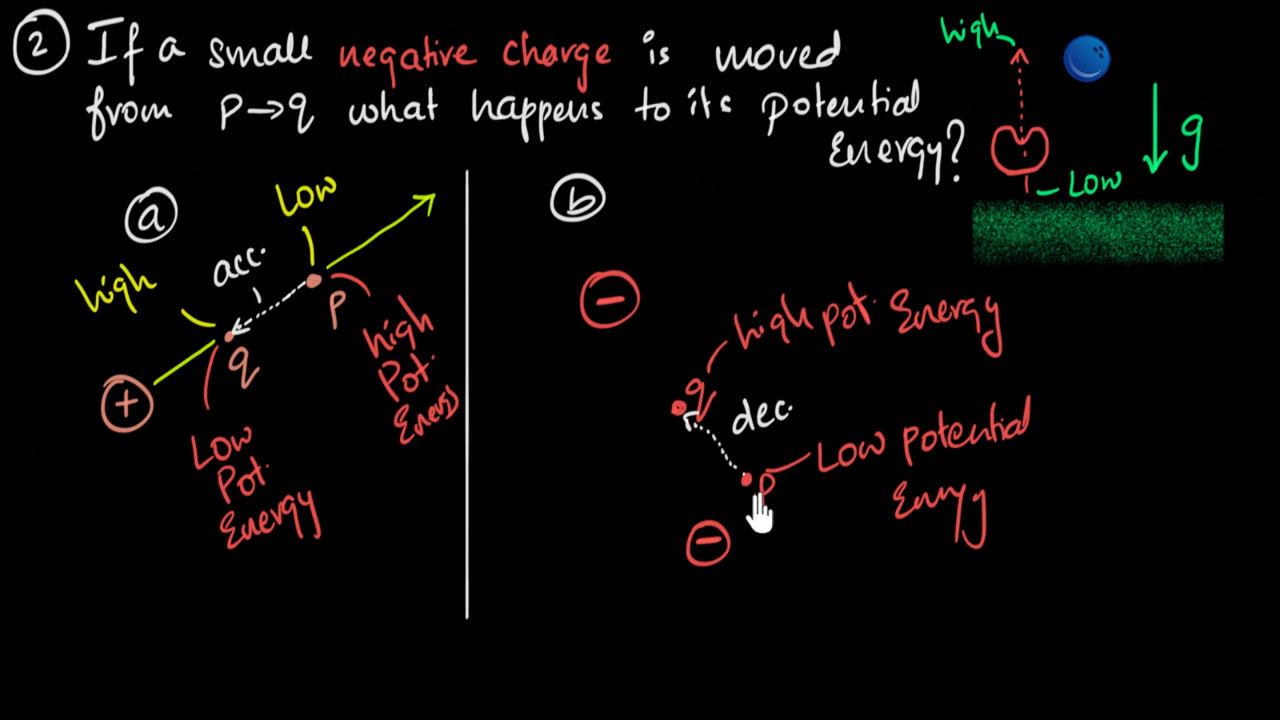 2 If a small negative charge is moved
from p→q what happens to its potential
Energy?
high
g
Low
a
Low
high
acc.
p
q
+
high
Pot.
Energy
Low
Pot.
Energy
b
−
high pot. Energy
q
dec.
Low potential
p
−